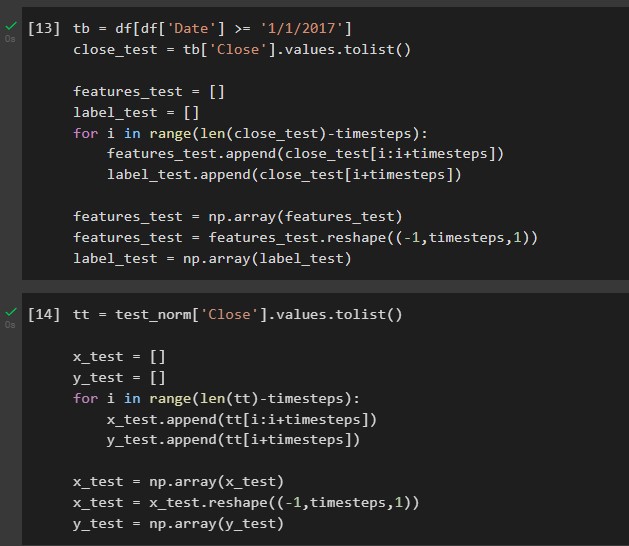 [13] tb = df[df['Date'] >= '1/1/2017']
close_test = tb['Close'].values.tolist()
features_test = []
label_test = []
for i in range(len(close_test)-timesteps):
features_test.append(close_test[i:i+timesteps])
label_test.append(close_test[i+timesteps])
features_test = np.array(features_test)
features_test = features_test.reshape((-1,timesteps,1))
label_test = np.array(label_test)
0s
[14] tt = test_norm['Close'].values.tolist()
x_test = []
y_test = []
for i in range(len(tt)-timesteps):
x_test.append(tt[i:i+timesteps])
y_test.append(tt[i+timesteps])
x_test = np.array(x_test)
x_test = x_test.reshape((-1,timesteps,1))
y_test = np.array(y_test)
0s